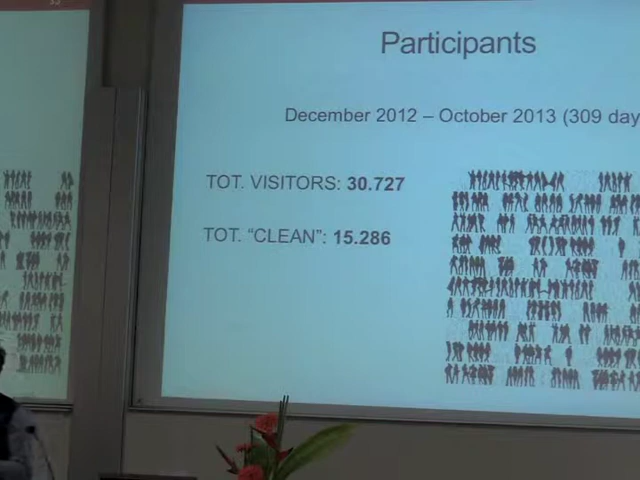 Participants
December 2012 – October 2013 (309 day
TOT. VISITORS: 30.727
TOT. “CLEAN”: 15.286